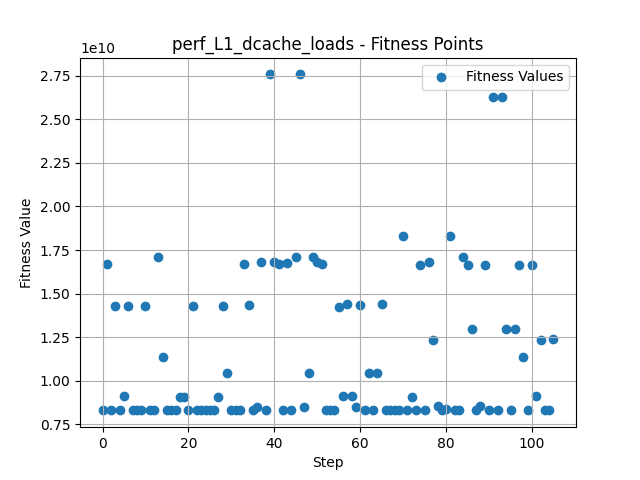 perf_L1_dcache_loads - Fitness Points
1e10
Fitness Values
2.75
2.50
2.25
2.00
1.75
1.50
1.25
1.00
0.75
Fitness Value
0 20 40 60 80 100
Step